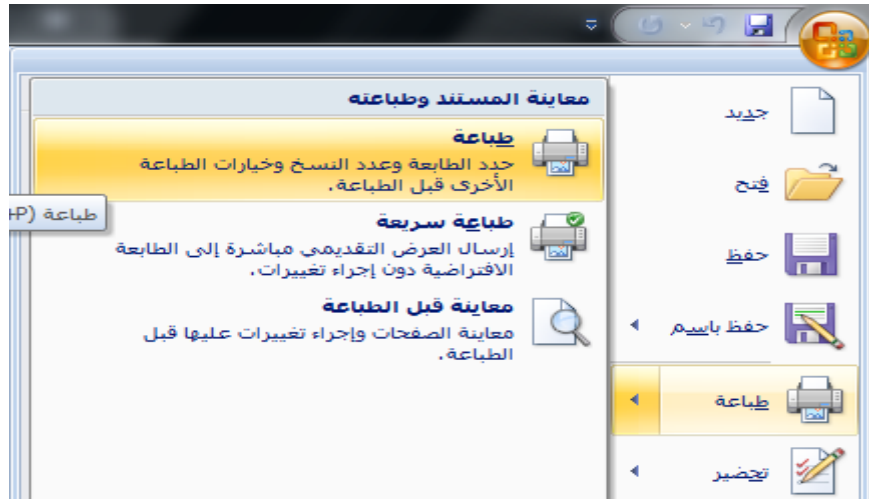 جديد
فتح
حفظ
حفظ باسم
طباعة
تحضير
معاينة المستند وطباعته
طباعة
حدد الطابعة وعدد النسخ وخيارات الطباعة
الأخرى قبل الطباعة.
طباعة سريعة
إرسال العرض التقديمي مباشرة إلى الطابعة
الافتراضية دون إجراء تغييرات.
معاينة قبل الطباعة
معاينة الصفحات وإجراء تغييرات عليها قبل
الطباعة.
طباعة (P+